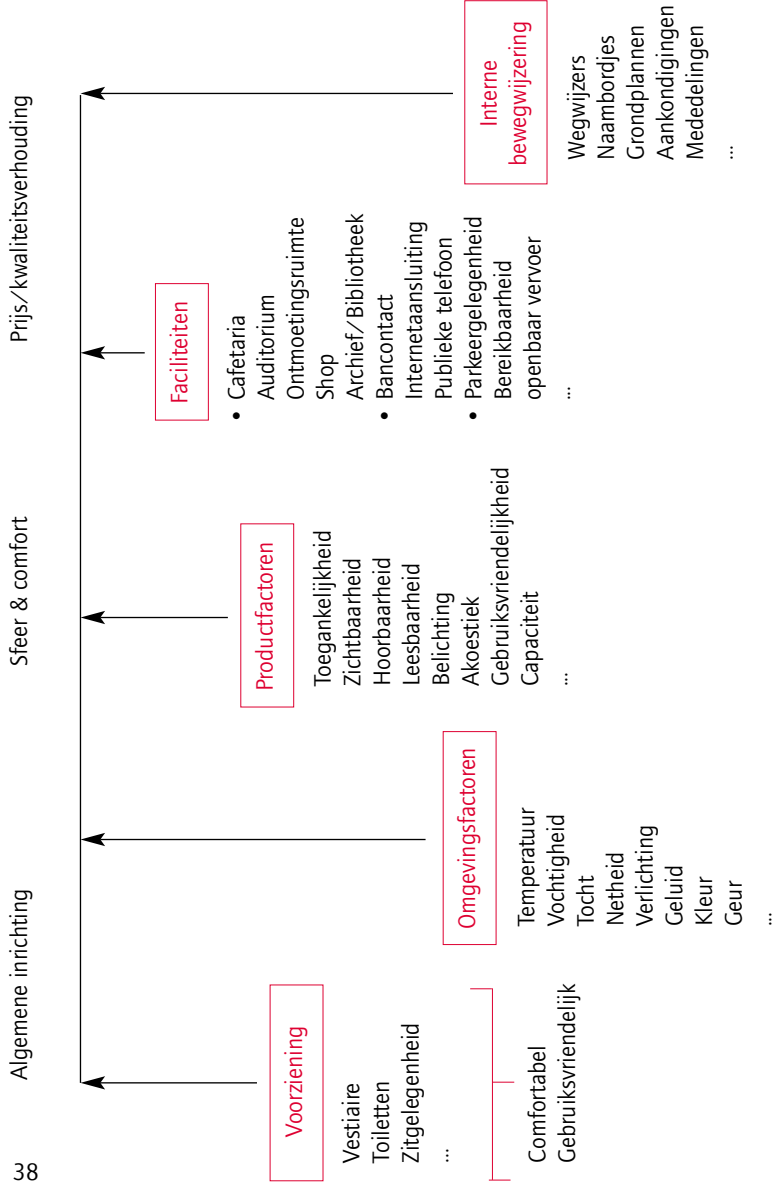 38
Algemene inrichting
Sfeer & comfort
Prijs/kwaliteitsverhouding
Voorziening
Vestiaire
Toiletten
Zitgelegenheid
...
Comfortabel
Gebruiksvriendelijk
Omgevingsfactoren
Temperatuur
Vochtigheid
Tocht
Netheid
Verlichting
Geluid
Kleur
Geur
...
Productfactoren
Toegankelijkheid
Zichtbaarheid
Hoorbaarheid
Leesbaarheid
Belichting
Akoestiek
Gebruiksvriendelijkheid
Capaciteit
...
Faciliteiten
• Cafetaria
Auditorium
Ontmoetingsruimte
Shop
Archief/Bibliotheek
• Bancontact
Internetaansluiting
Publieke telefoon
• Parkeergelegenheid
Bereikbaarheid
openbaar vervoer
...
Interne
bewegwijzering
Wegwijzers
Naambordjes
Grondplannen
Aankondigingen
Mededelingen
...